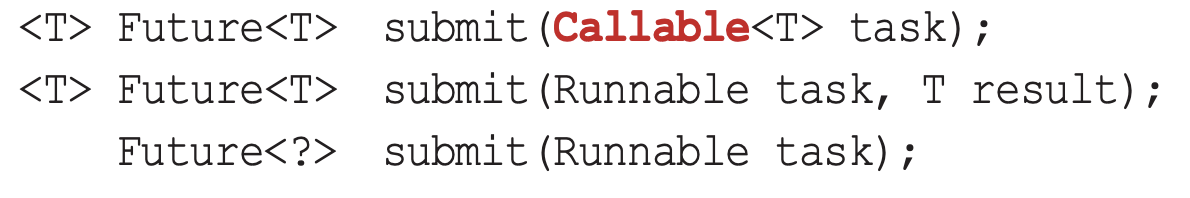 <T> Future<T> submit(Callable<T> task);
<T> Future<T> submit(Runnable task, T result);
Future<?> submit(Runnable task);